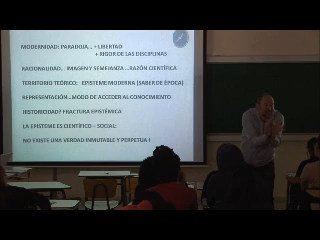 MODERNIDAD: PARADOJA... + LIBERTAD
+ RIGOR DE LAS DISCIPLINAS
RACIONALIDAD... IMAGEN Y SEMEJANZA ...RAZÓN CIENTÍFICA
TERRITORIO TEÓRICO: EPISTEME MODERNA (SABER DE ÉPOCA)
REPRESENTACIÓN...MODO DE ACCEDER AL CONOCIMIENTO
HISTORICIDAD? FRACTURA EPISTÉMICA
LA EPISTEME ES CIENTÍFICO – SOCIAL:
NO EXISTE UNA VERDAD INMUTABLE Y PERPETUA !